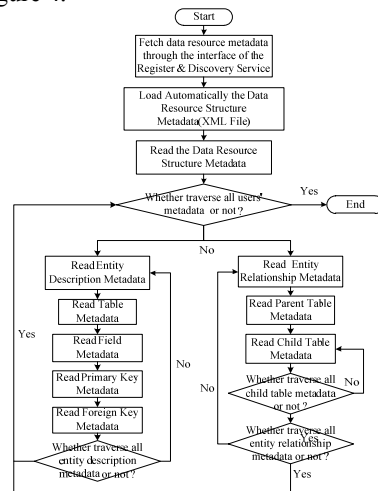 gure 4.
Start
Fetch data resource metadata
through the interface of the
Register & Discovery Service
Load Automatically the Data
Resource Structure
Metadata(XML File)
Read the Data Resource
Structure Metadata
Whether traverse all users'
metadata or not ?
Yes
End
No
Read Entity
Description Metadata
Read Table
Metadata
Read Field
Metadata
Read Primary Key
Metadata
Read Foreign Key
Metadata
Whether traverse all
entity description
metadata or not ?
Yes
No
Read Entity
Relationship Metadata
Read Parent Table
Metadata
Read Child Table
Metadata
Whether traverse all
child table metadata
or not ?
No
No
Yes
Whether traverse all
entity relationship
metadata or not ?
Yes